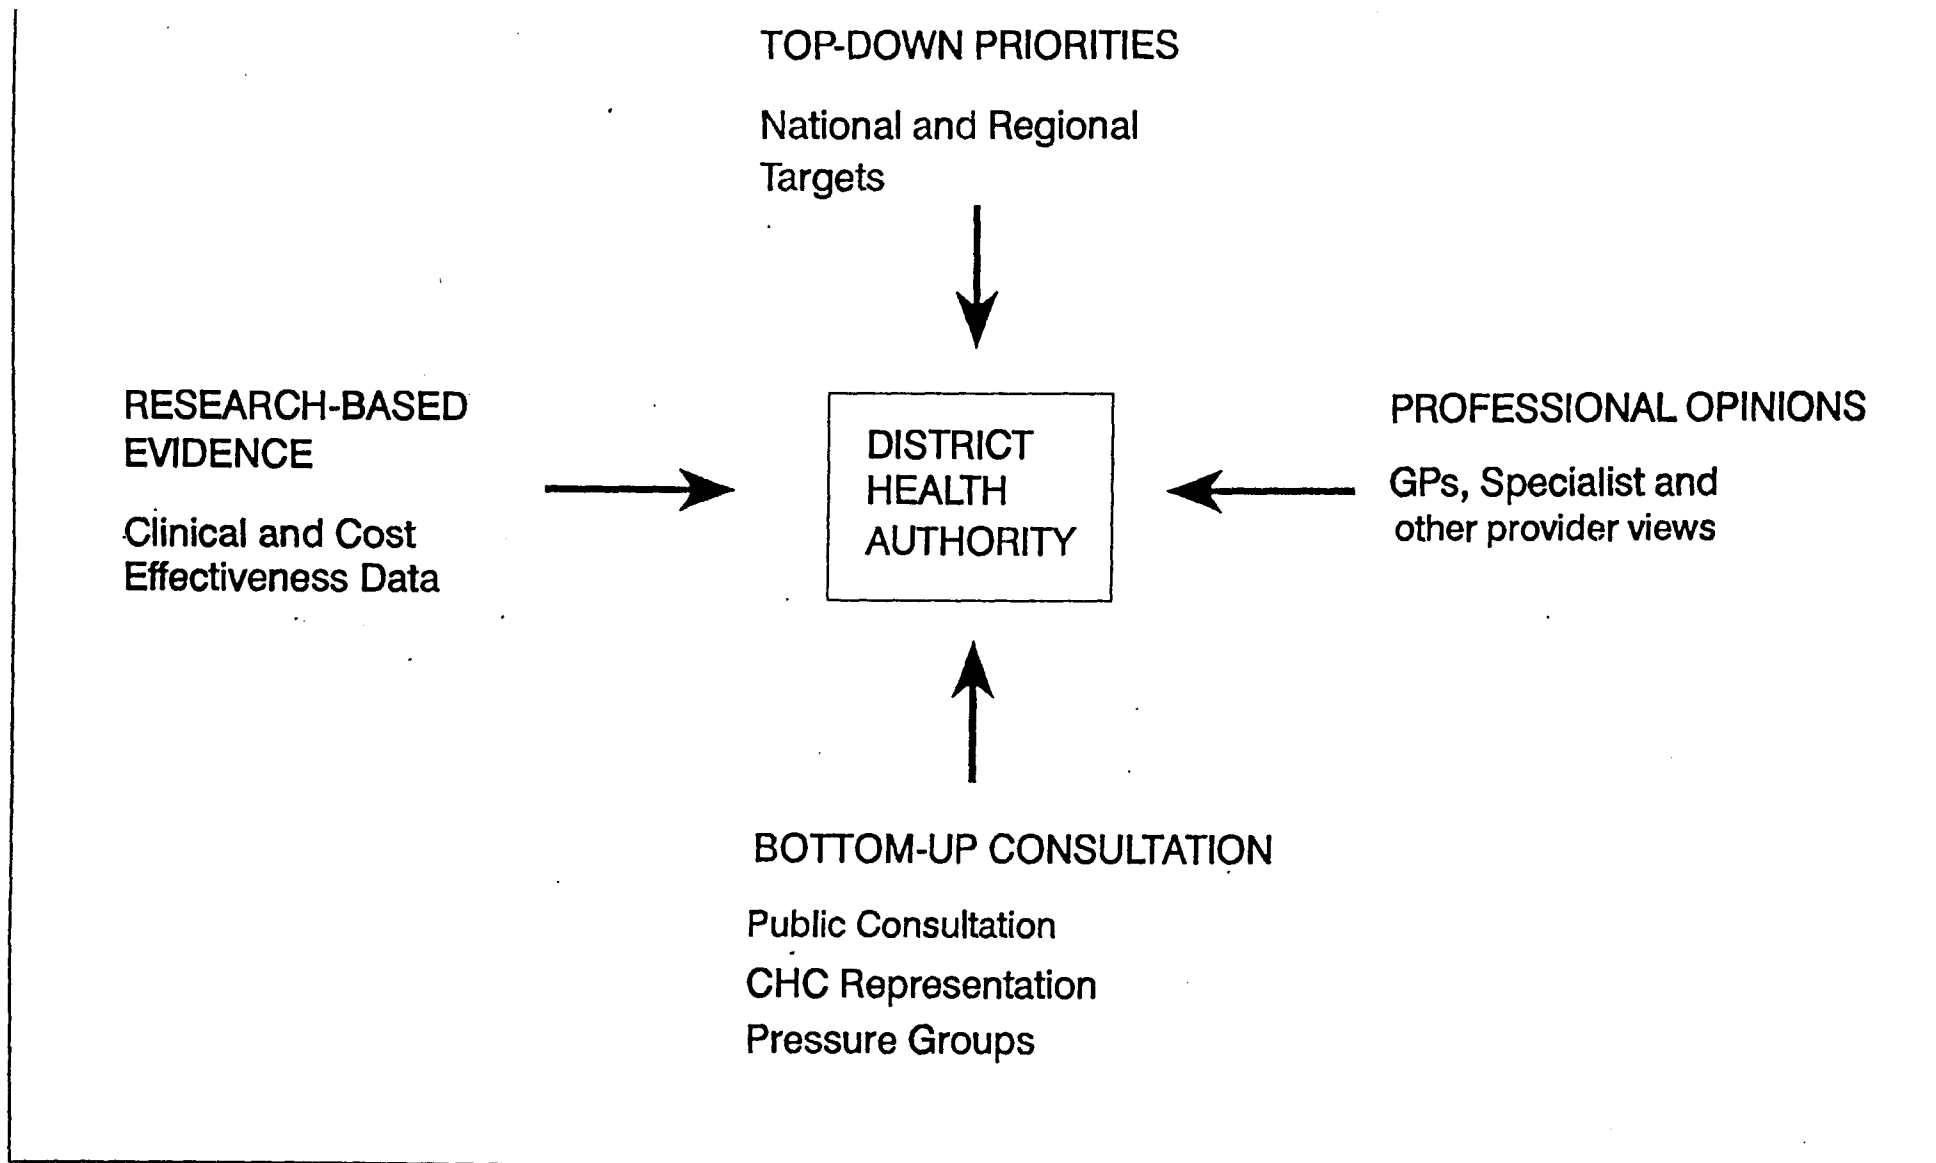 TOP-DOWN PRIORITIES
National and Regional
Targets
RESEARCH-BASED
EVIDENCE
Clinical and Cost
Effectiveness Data
DISTRICT
HEALTH
AUTHORITY
PROFESSIONAL OPINIONS
GPs, Specialist and
other provider views
BOTTOM-UP CONSULTATION
Public Consultation
CHC Representation
Pressure Groups